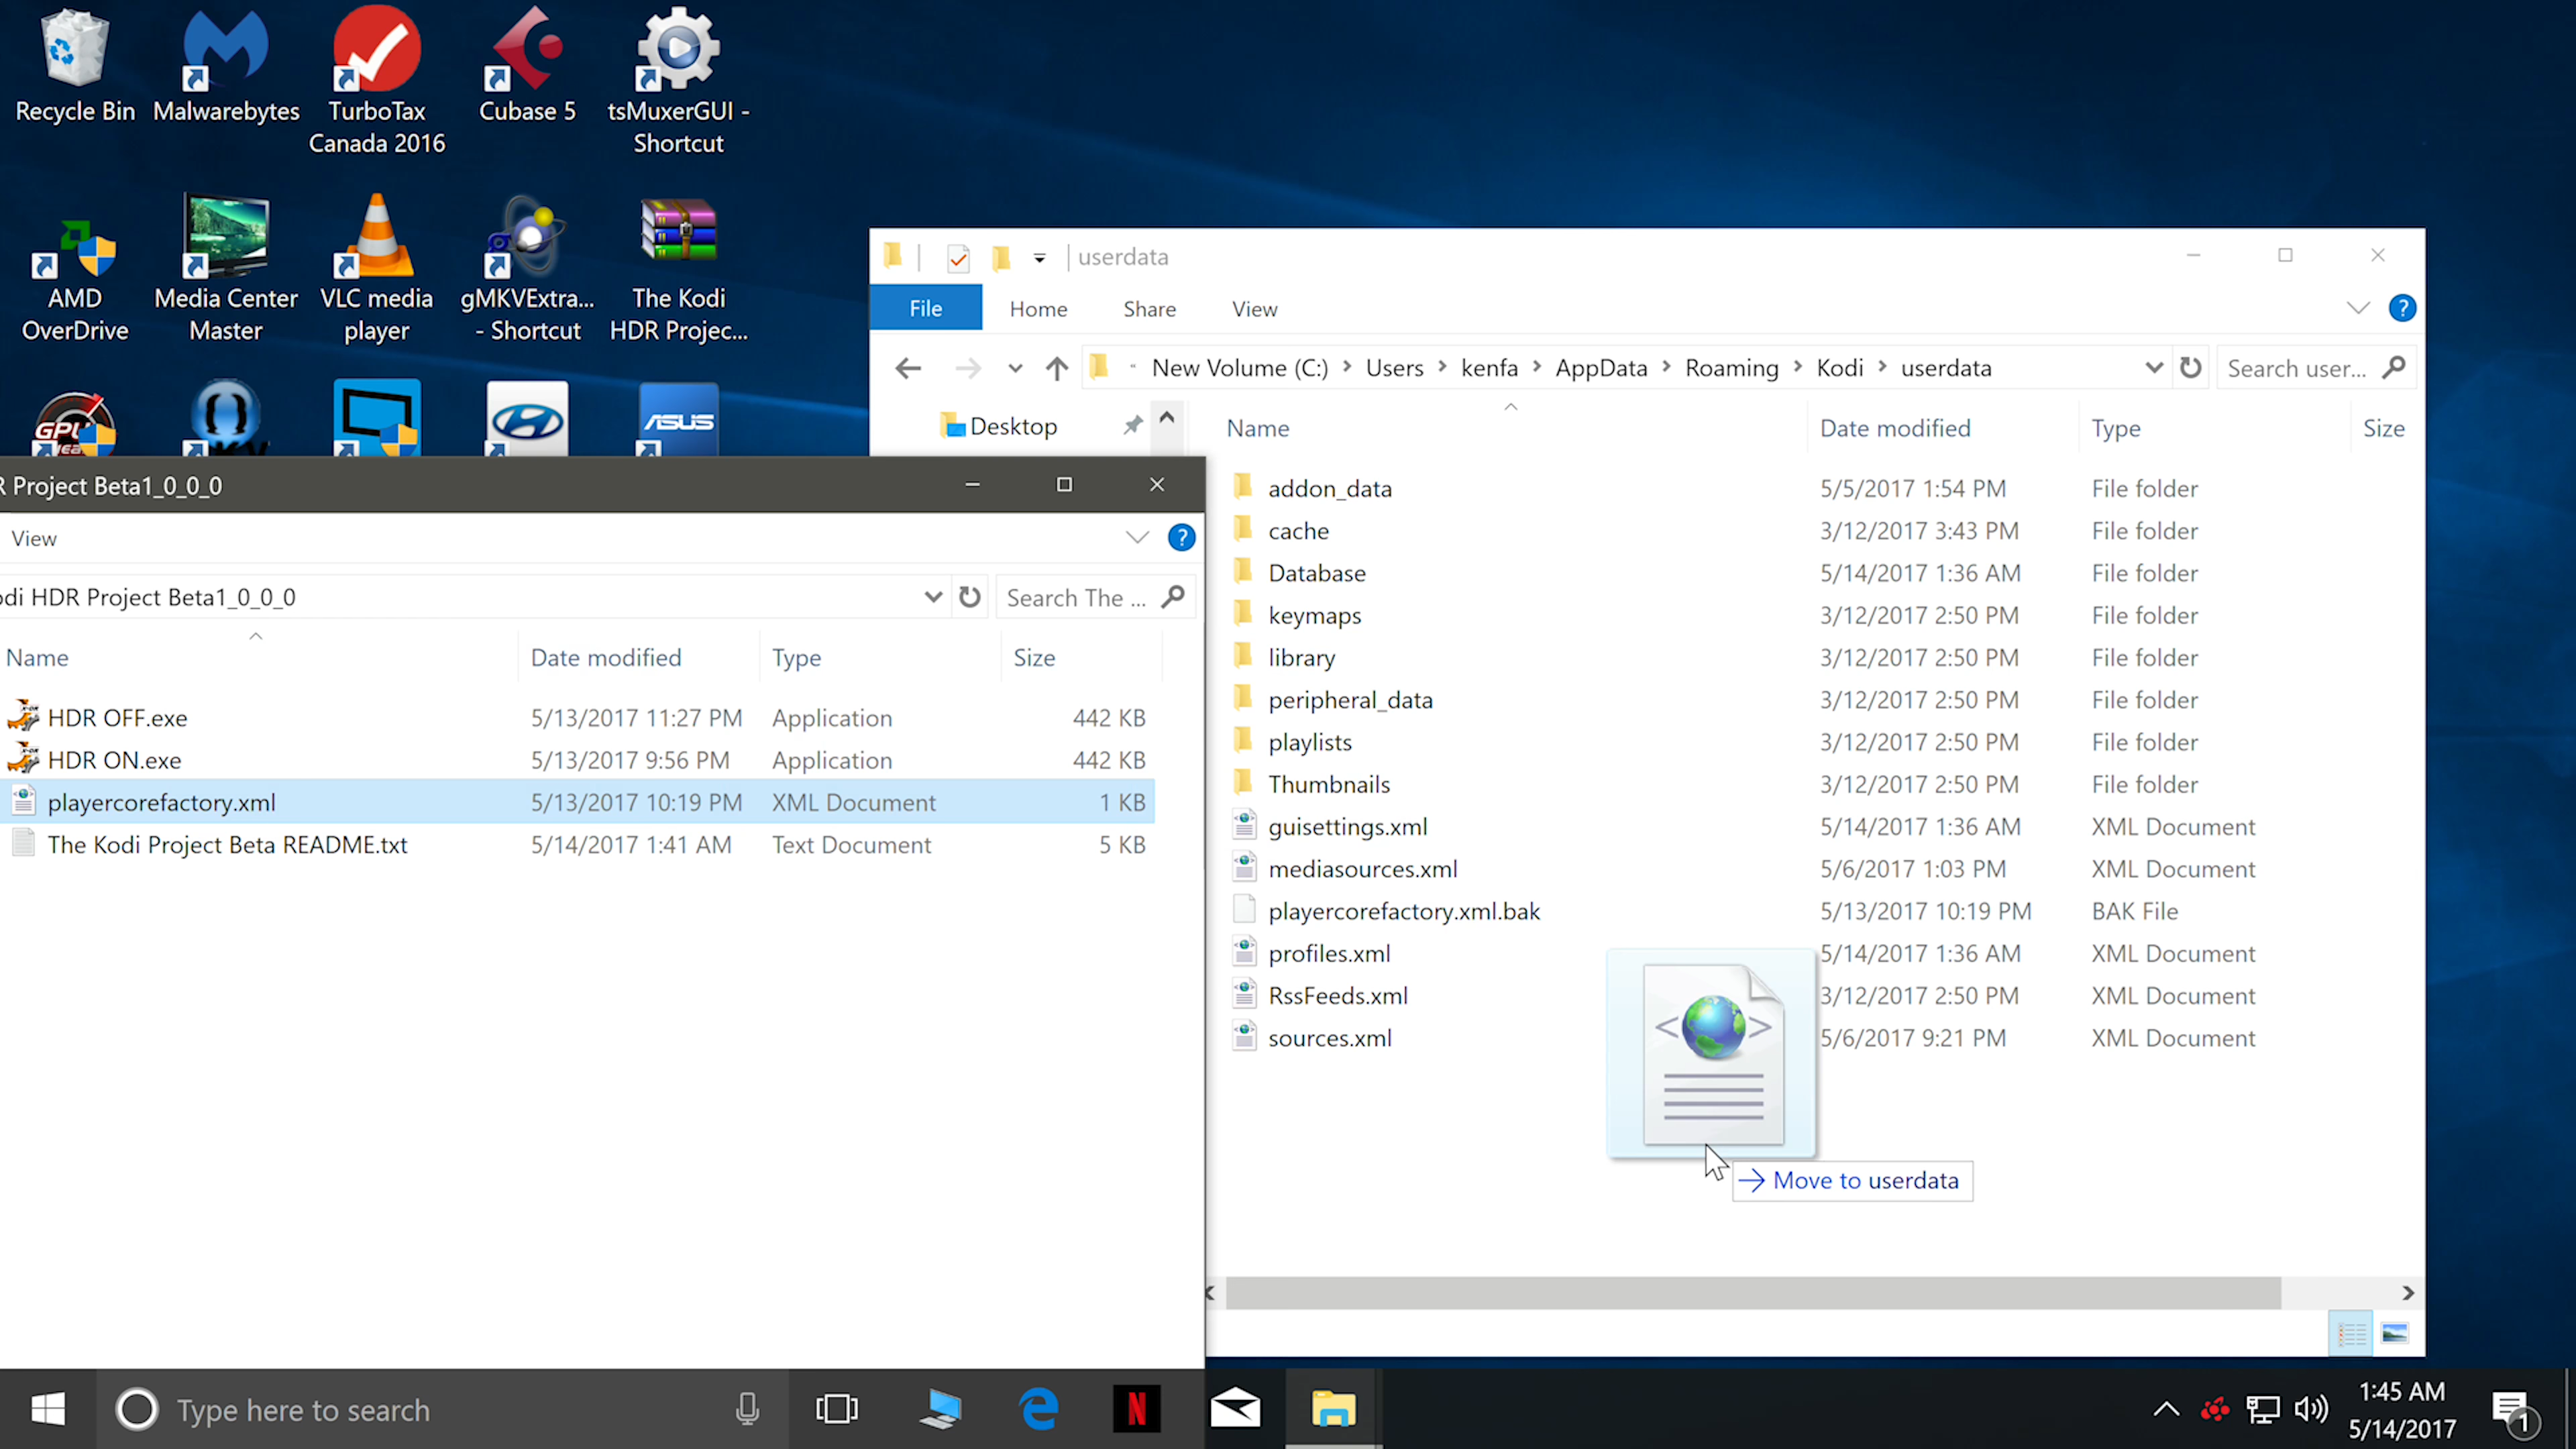 Recycle Bin
Malwarebytes
TurboTax
Canada 2016
Cubase 5
tsMuxerGUI -
Shortcut
AMD
OverDrive
Media Center
Master
VLC media
player
gMKVExtra...
- Shortcut
The Kodi
HDR Projec...
GPU
ASUS
userdata
File Home Share View
New Volume (C:) Users kenfa AppData Roaming Kodi userdata
Search user...
Desktop
Name Date modified Type Size
addon_data 5/5/2017 1:54 PM File folder
cache 3/12/2017 3:43 PM File folder
Database 5/14/2017 1:36 AM File folder
keymaps 3/12/2017 2:50 PM File folder
library 3/12/2017 2:50 PM File folder
peripheral_data 3/12/2017 2:50 PM File folder
playlists 3/12/2017 2:50 PM File folder
Thumbnails 3/12/2017 2:50 PM File folder
guisettings.xml 5/14/2017 1:36 AM XML Document
mediasources.xml 5/6/2017 1:03 PM XML Document
playercorefactory.xml.bak 5/13/2017 10:19 PM BAK File
profiles.xml 5/14/2017 1:36 AM XML Document
RssFeeds.xml 3/12/2017 2:50 PM XML Document
sources.xml 5/6/2017 9:21 PM XML Document
Move to userdata
R Project Beta1_0_0_0
View
odi HDR Project Beta1_0_0_0
Search The ...
Name Date modified Type Size
HDR OFF.exe 5/13/2017 11:27 PM Application 442 KB
HDR ON.exe 5/13/2017 9:56 PM Application 442 KB
playercorefactory.xml 5/13/2017 10:19 PM XML Document 1 KB
The Kodi Project Beta README.txt 5/14/2017 1:41 AM Text Document 5 KB
Type here to search
1:45 AM
5/14/2017
1